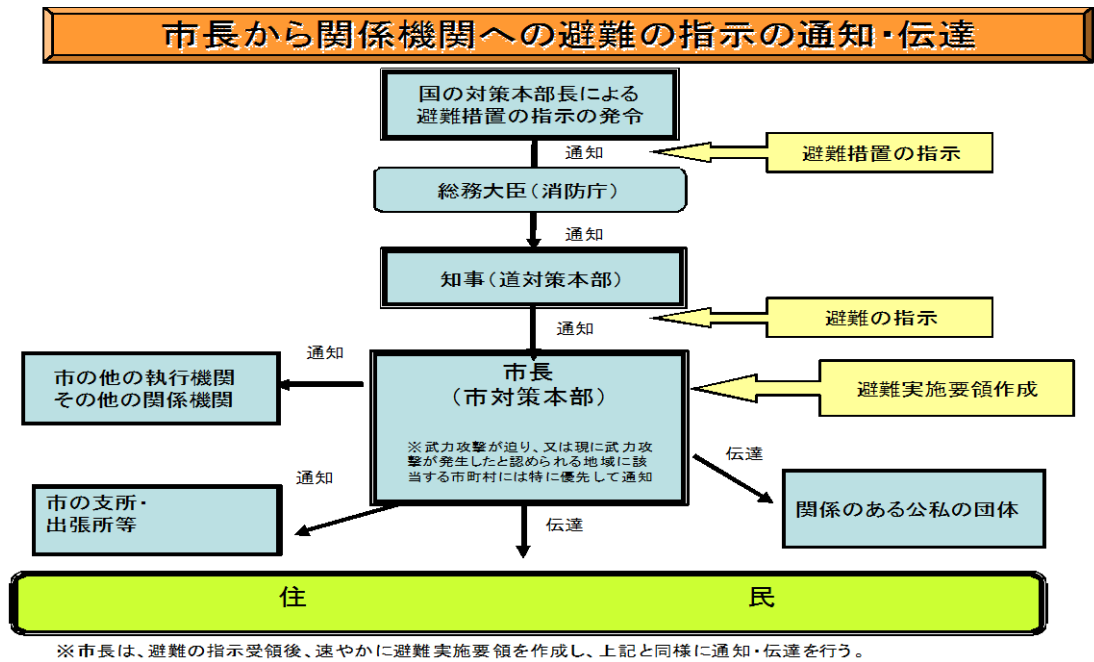 市長から関係機関への避難の指示の通知・伝達
国の対策本部長による
避難措置の指示の発令
通知
避難措置の指示
総務大臣（消防庁）
通知
知事（道対策本部）
通知
避難の指示
通知
市の他の執行機関
その他の関係機関
市長
（市対策本部）
※武力攻撃が迫り、又は現に武力攻
撃が発生したと認められる地域に該
当する市町村には特に優先して通知
避難実施要領作成
通知
市の支所・
出張所等
伝達
関係のある公私の団体
伝達
住 民
※市長は、避難の指示受領後、速やかに避難実施要領を作成し、上記と同様に通知・伝達を行う。